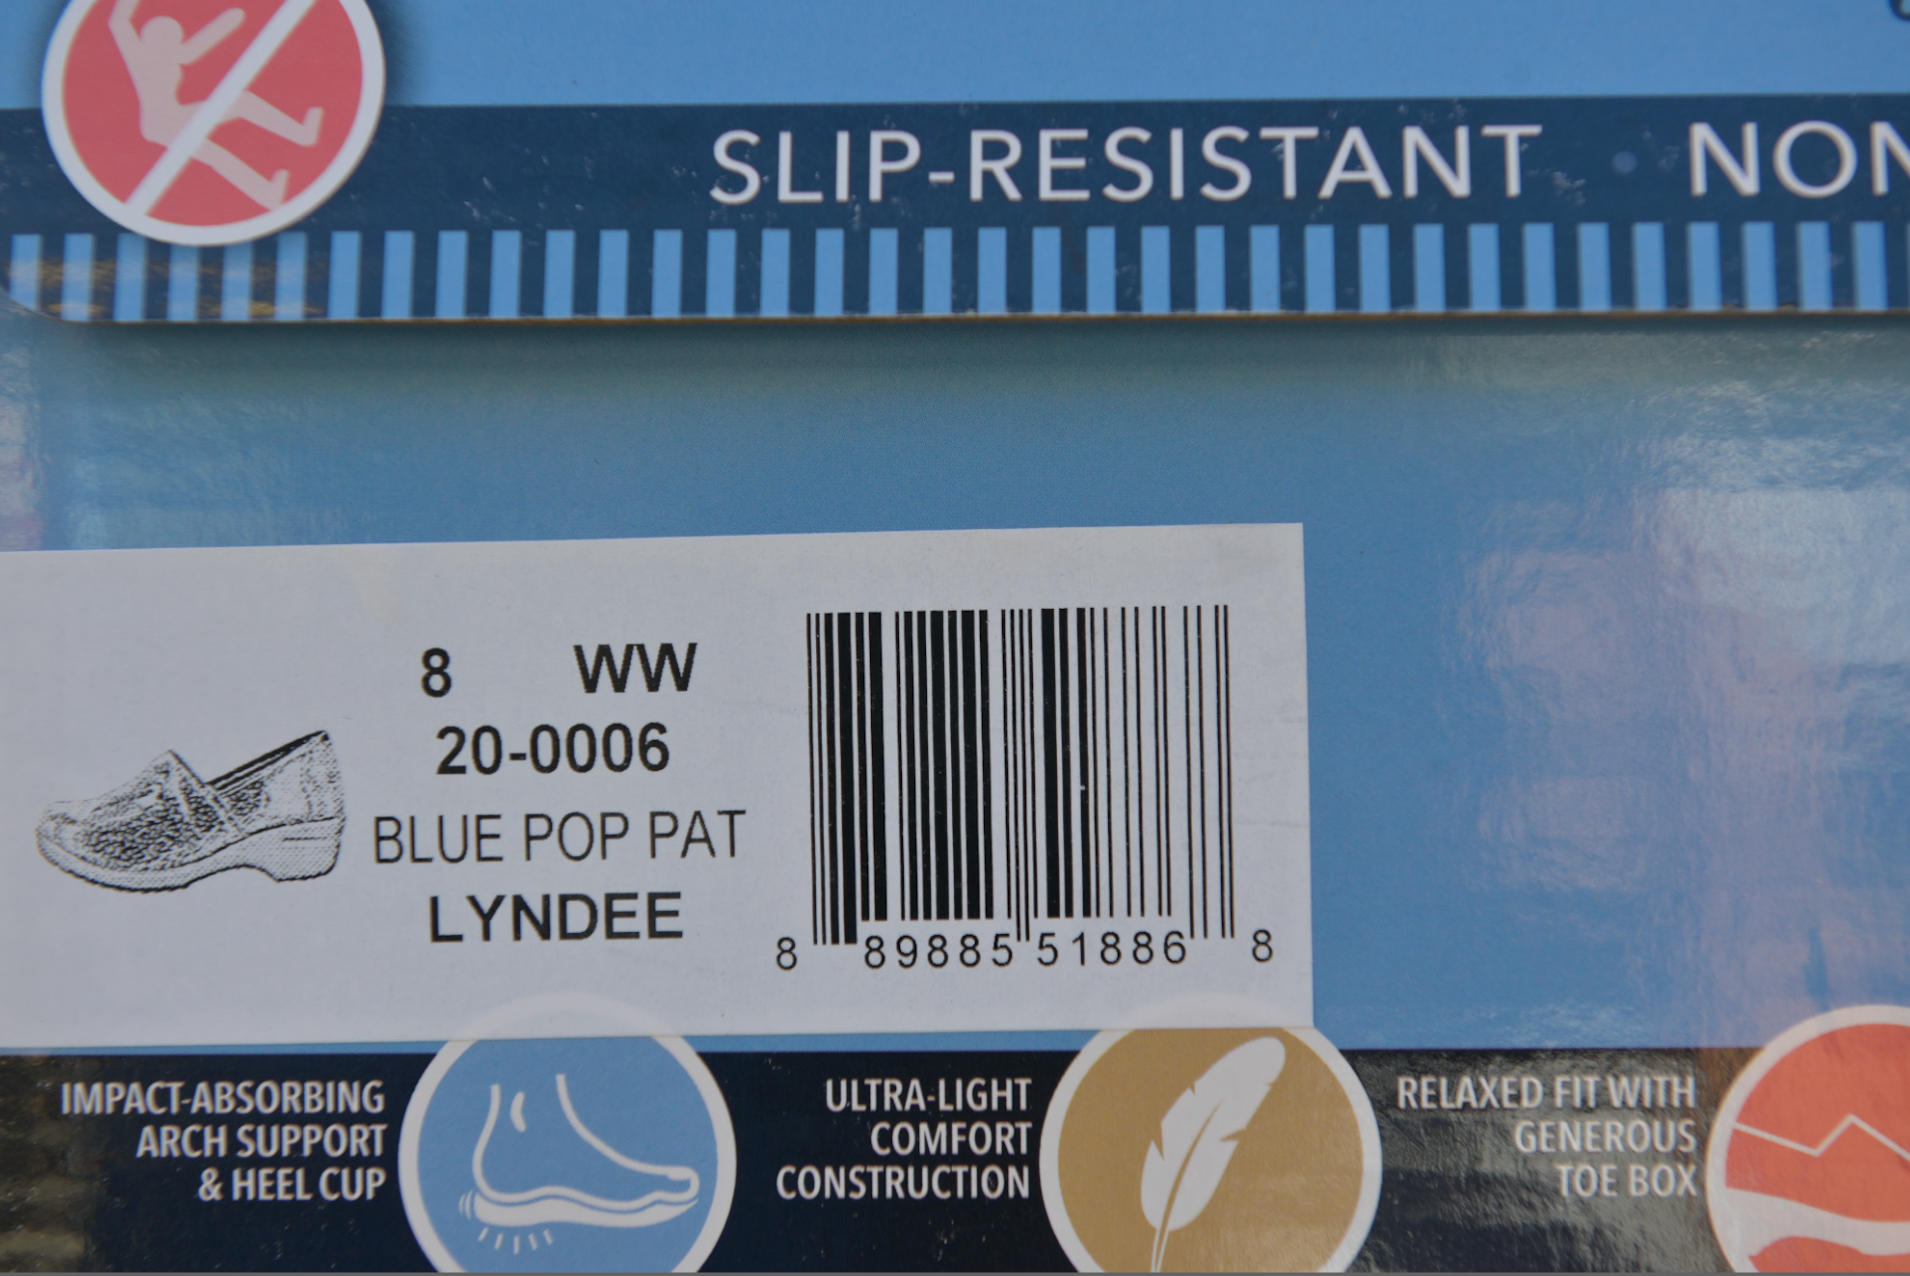 SLIP-RESISTANT • NON
8 WW
20-0006
BLUE POP PAT
LYNDEE
8 89885 51886 8
IMPACT-ABSORBING
ARCH SUPPORT
& HEEL CUP
ULTRA-LIGHT
COMFORT
CONSTRUCTION
RELAXED FIT WITH
GENEROUS
TOE BOX